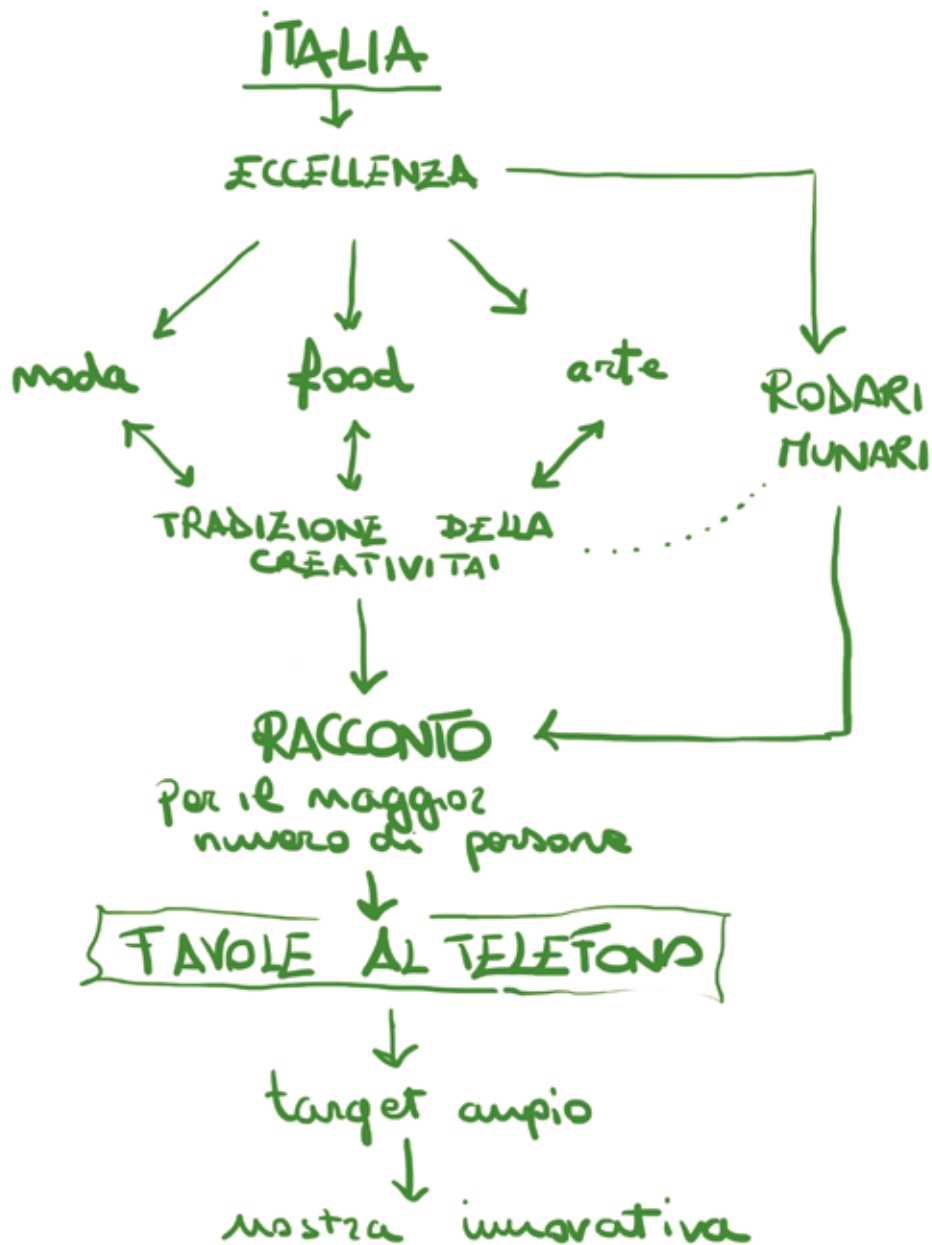 ITALIA
ECCELLENZA
moda food arte
RODARI
MUNARI
TRADIZIONE DELLA
CREATIVITA'
RACCONTO
per il maggior
numero di persone
FAVOLE AL TELEFONO
target ampio
mostra innovativa